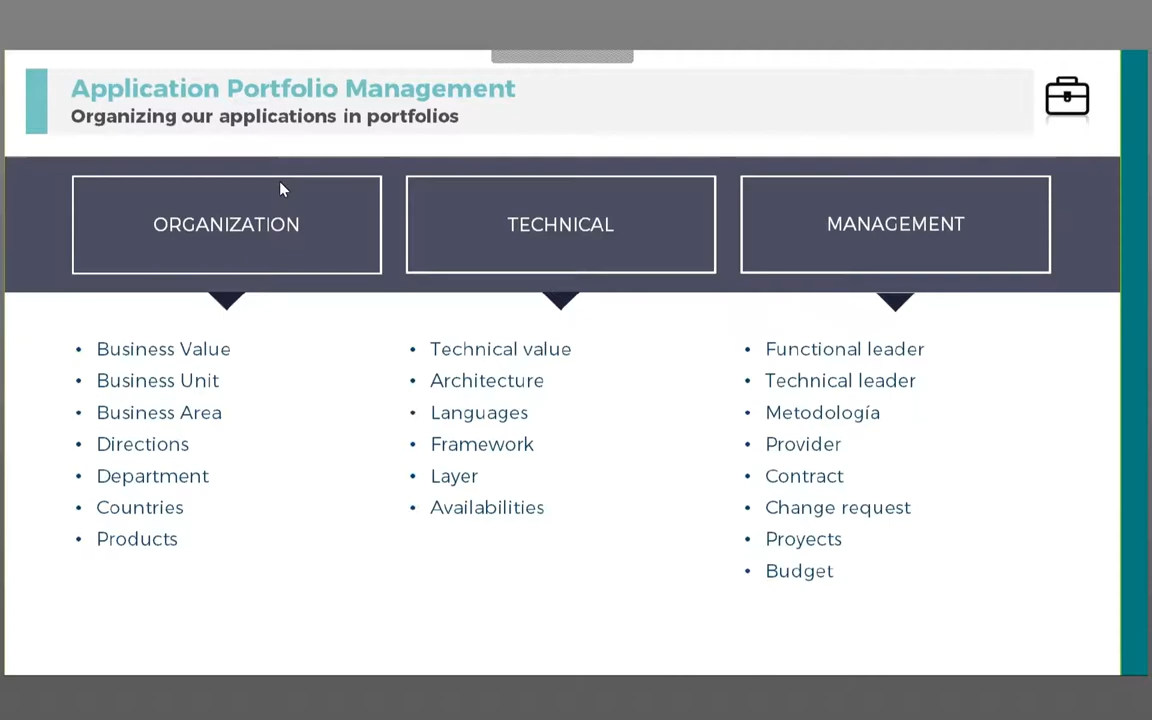 Application Portfolio Management
Organizing our applications in portfolios
ORGANIZATION
TECHNICAL
MANAGEMENT
• Business Value
• Business Unit
• Business Area
• Directions
• Department
• Countries
• Products
• Technical value
• Architecture
• Languages
• Framework
• Layer
• Availabilities
• Functional leader
• Technical leader
• Metodología
• Provider
• Contract
• Change request
• Proyects
• Budget